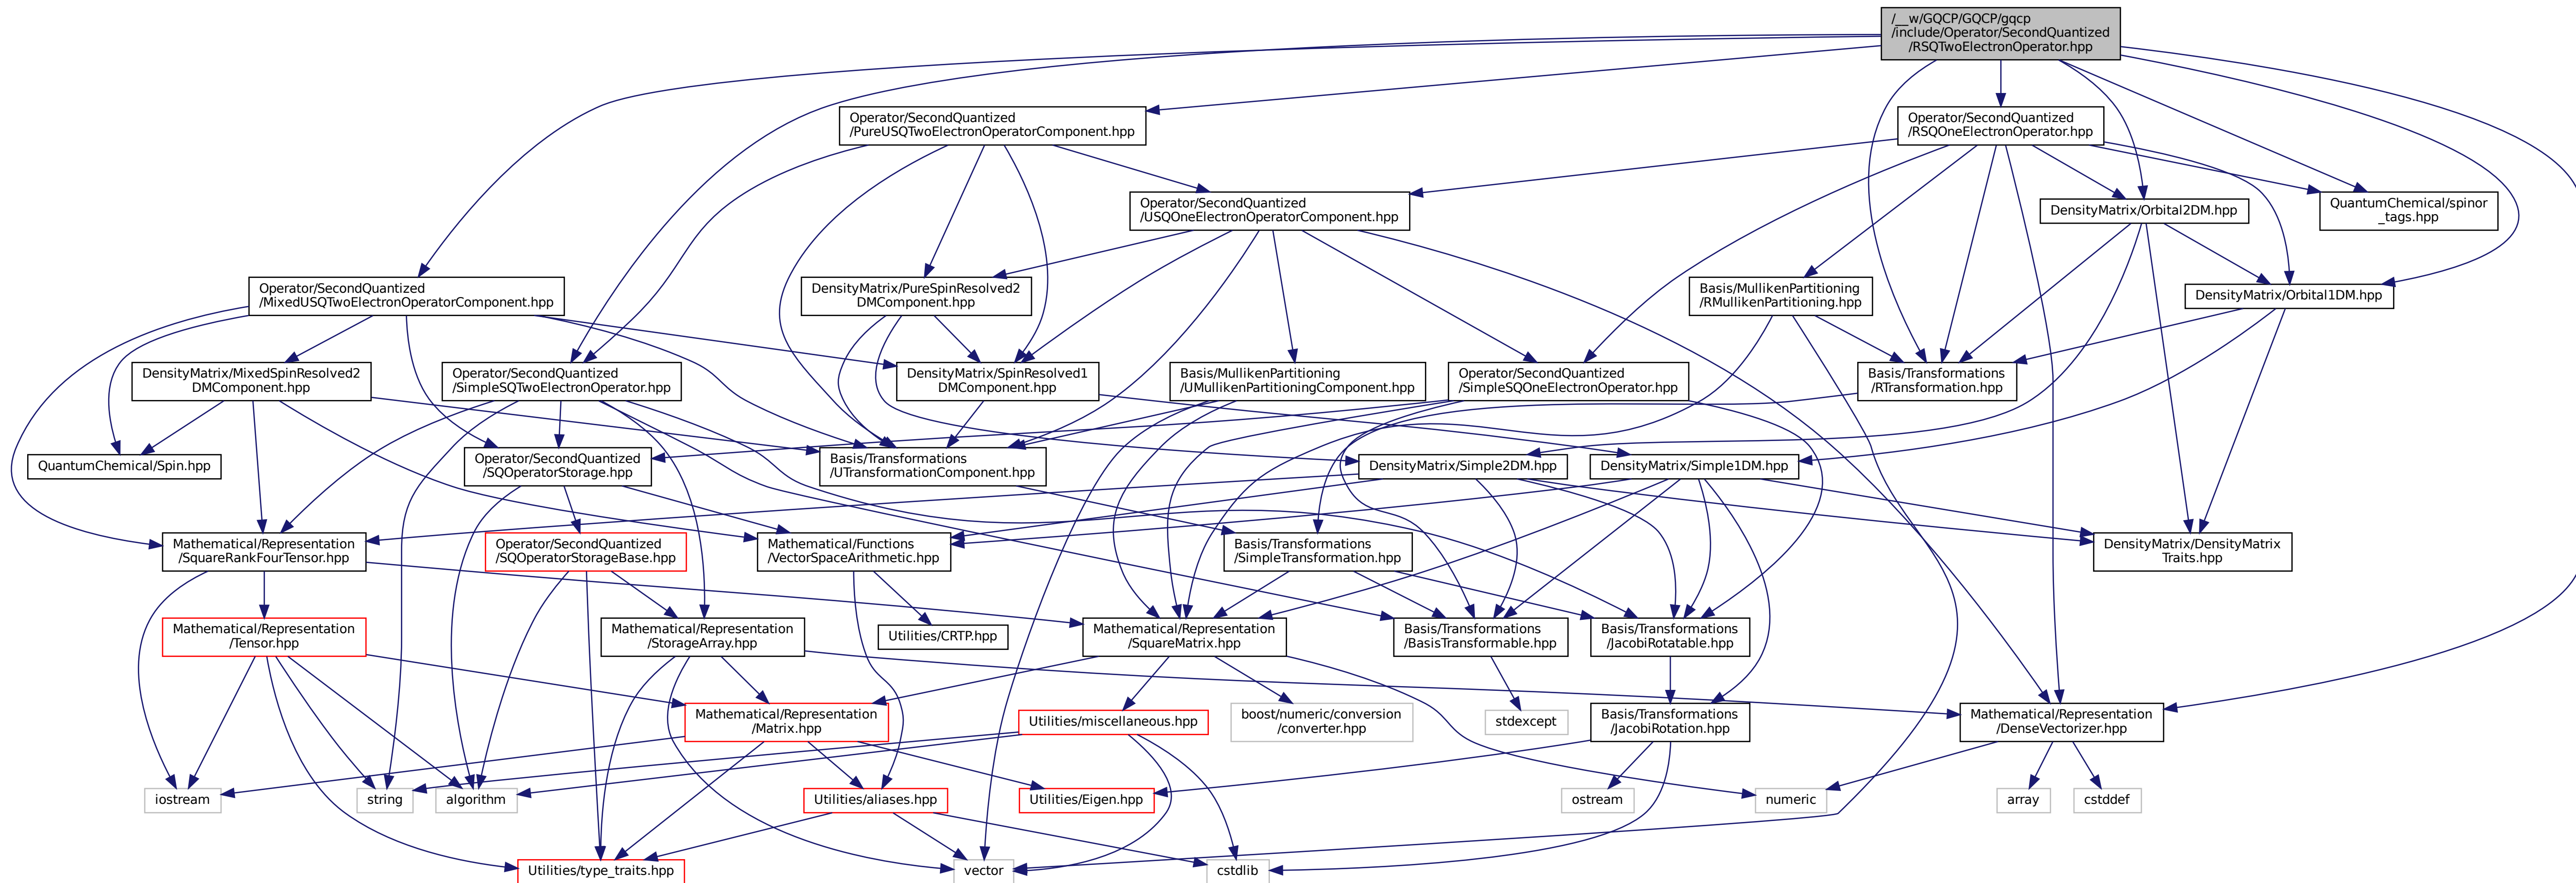 /__w/GQCP/GQCP/gqcp
/include/Operator/SecondQuantized
/RSQTwoElectronOperator.hpp
Operator/SecondQuantized
/PureUSQTwoElectronOperatorComponent.hpp
Operator/SecondQuantized
/RSQOneElectronOperator.hpp
Operator/SecondQuantized
/USQOneElectronOperatorComponent.hpp
DensityMatrix/Orbital2DM.hpp
QuantumChemical/spinor
_tags.hpp
Operator/SecondQuantized
/MixedUSQTwoElectronOperatorComponent.hpp
DensityMatrix/PureSpinResolved2
DMComponent.hpp
Basis/MullikenPartitioning
/RMullikenPartitioning.hpp
DensityMatrix/Orbital1DM.hpp
DensityMatrix/MixedSpinResolved2
DMComponent.hpp
Operator/SecondQuantized
/SimpleSQTwoElectronOperator.hpp
DensityMatrix/SpinResolved1
DMComponent.hpp
Basis/MullikenPartitioning
/UMullikenPartitioningComponent.hpp
Operator/SecondQuantized
/SimpleSQOneElectronOperator.hpp
Basis/Transformations
/RTransformation.hpp
QuantumChemical/Spin.hpp
Operator/SecondQuantized
/SQOperatorStorage.hpp
Basis/Transformations
/UTransformationComponent.hpp
DensityMatrix/Simple2DM.hpp
DensityMatrix/Simple1DM.hpp
Mathematical/Representation
/SquareRankFourTensor.hpp
Operator/SecondQuantized
/SQOperatorStorageBase.hpp
Mathematical/Functions
/VectorSpaceArithmetic.hpp
Basis/Transformations
/SimpleTransformation.hpp
DensityMatrix/DensityMatrix
Traits.hpp
Mathematical/Representation
/Tensor.hpp
Mathematical/Representation
/StorageArray.hpp
Utilities/CRTP.hpp
Mathematical/Representation
/SquareMatrix.hpp
Basis/Transformations
/BasisTransformable.hpp
Basis/Transformations
/JacobiRotatable.hpp
Mathematical/Representation
/Matrix.hpp
Utilities/miscellaneous.hpp
boost/numeric/conversion
/converter.hpp
stdexcept
Basis/Transformations
/JacobiRotation.hpp
Mathematical/Representation
/DenseVectorizer.hpp
iostream
string
algorithm
Utilities/aliases.hpp
Utilities/Eigen.hpp
ostream
numeric
array
cstddef
Utilities/type_traits.hpp
vector
cstdlib